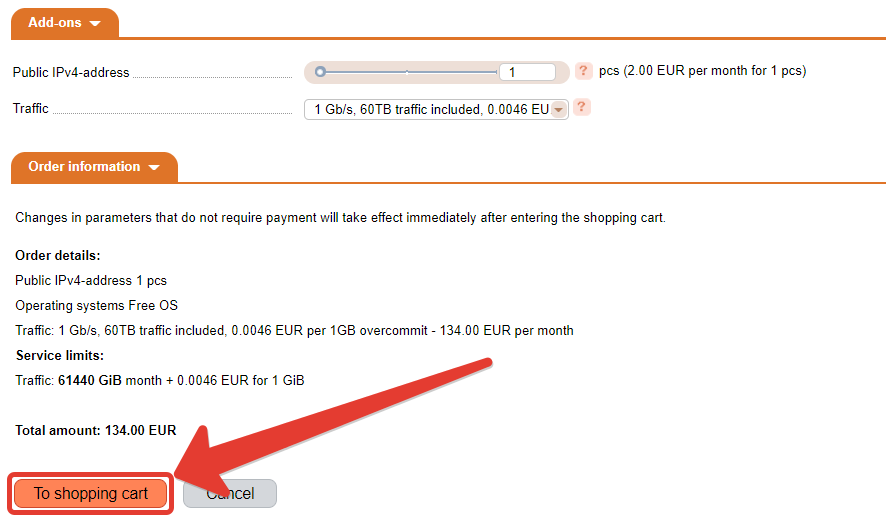 Add-ons
Public IPv4-address 1 ? pcs (2.00 EUR per month for 1 pcs)
Traffic 1 Gb/s, 60TB traffic included, 0.0046 EU ?
Order information
Changes in parameters that do not require payment will take effect immediately after entering the shopping cart.
Order details:
Public IPv4-address 1 pcs
Operating systems Free OS
Traffic: 1 Gb/s, 60TB traffic included, 0.0046 EUR per 1GB overcommit - 134.00 EUR per month
Service limits:
Traffic: 61440 GiB month + 0.0046 EUR for 1 GiB
Total amount: 134.00 EUR
To shopping cart Cancel